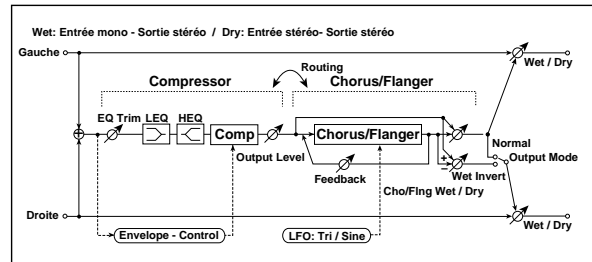 Wet: Entrée mono - Sortie stéréo / Dry: Entrée stéréo- Sortie stéréo
Gauche
Wet / Dry
Routing
Compressor
Chorus/Flanger
EQ Trim
LEQ
HEQ
Comp
Output Level
Chorus/Flanger
Feedback
Cho/Flng Wet / Dry
+
−
Wet Invert
Normal
Output Mode
Droite
Wet / Dry
Envelope - Control
LFO: Tri / Sine